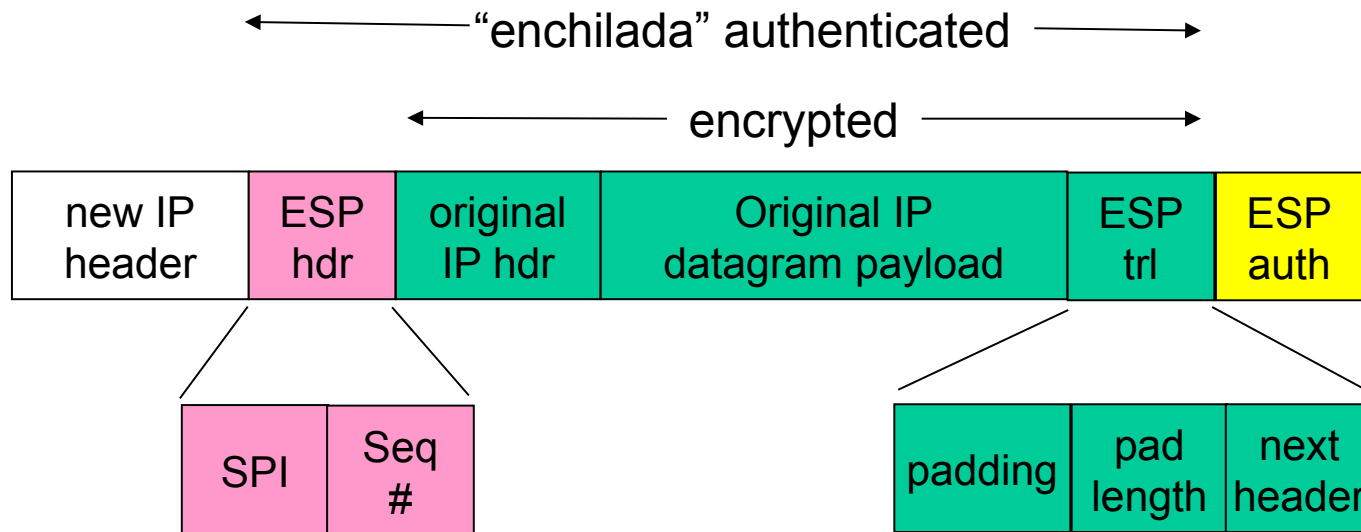 “enchilada” authenticated
encrypted
new IP
header
ESP
hdr
original
IP hdr
Original IP
datagram payload
ESP
trl
ESP
auth
SPI
Seq
#
padding
pad
length
next
header